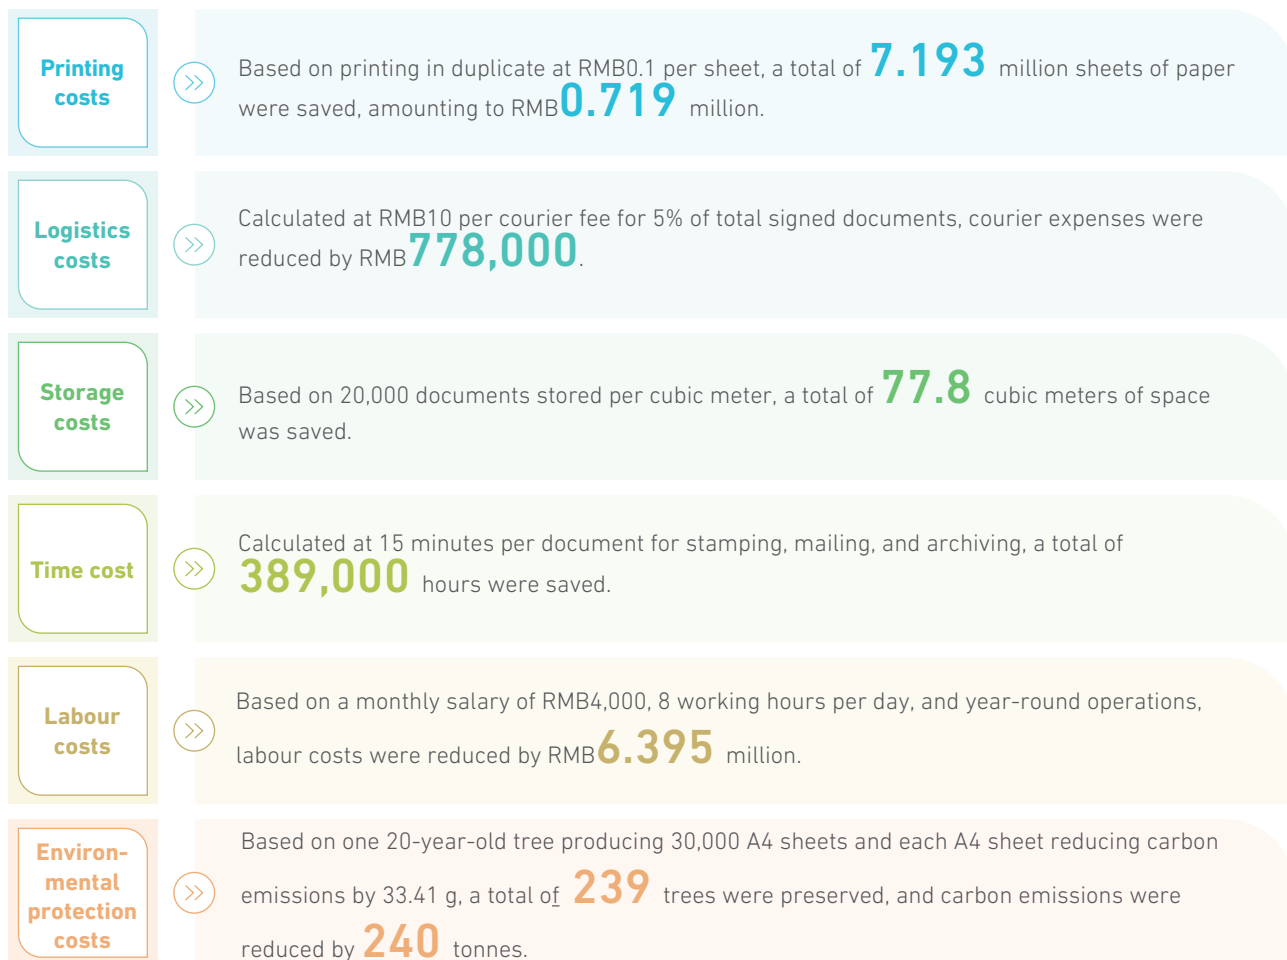 Printing
costs
Based on printing in duplicate at RMB0.1 per sheet, a total of 7.193 million sheets of paper
were saved, amounting to RMB0.719 million.
Logistics
costs
Calculated at RMB10 per courier fee for 5% of total signed documents, courier expenses were
reduced by RMB778,000.
Storage
costs
Based on 20,000 documents stored per cubic meter, a total of 77.8 cubic meters of space
was saved.
Time cost
Calculated at 15 minutes per document for stamping, mailing, and archiving, a total of
389,000 hours were saved.
Labour
costs
Based on a monthly salary of RMB4,000, 8 working hours per day, and year-round operations,
labour costs were reduced by RMB6.395 million.
Environ-
mental
protection
costs
Based on one 20-year-old tree producing 30,000 A4 sheets and each A4 sheet reducing carbon
emissions by 33.41 g, a total of 239 trees were preserved, and carbon emissions were
reduced by 240 tonnes.